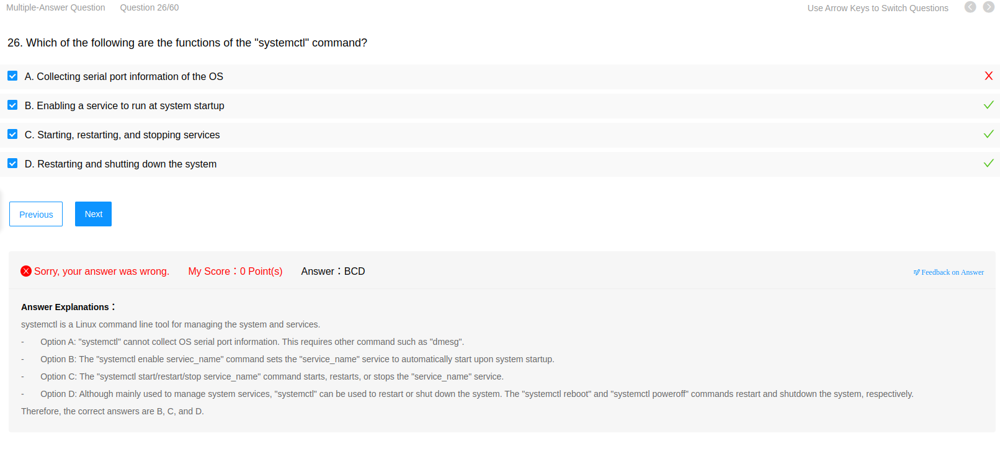 Multiple-Answer Question Question 26/60 Use Arrow Keys to Switch Questions
26. Which of the following are the functions of the "systemctl" command?
A. Collecting serial port information of the OS
B. Enabling a service to run at system startup
C. Starting, restarting, and stopping services
D. Restarting and shutting down the system
Previous Next
Sorry, your answer was wrong. My Score：0 Point(s) Answer：BCD Feedback on Answer
Answer Explanations：
systemctl is a Linux command line tool for managing the system and services.
- Option A: "systemctl" cannot collect OS serial port information. This requires other command such as "dmesg".
- Option B: The "systemctl enable serviec_name" command sets the "service_name" service to automatically start upon system startup.
- Option C: The "systemctl start/restart/stop service_name" command starts, restarts, or stops the "service_name" service.
- Option D: Although mainly used to manage system services, "systemctl" can be used to restart or shut down the system. The "systemctl reboot" and "systemctl poweroff" commands restart and shutdown the system, respectively.
Therefore, the correct answers are B, C, and D.